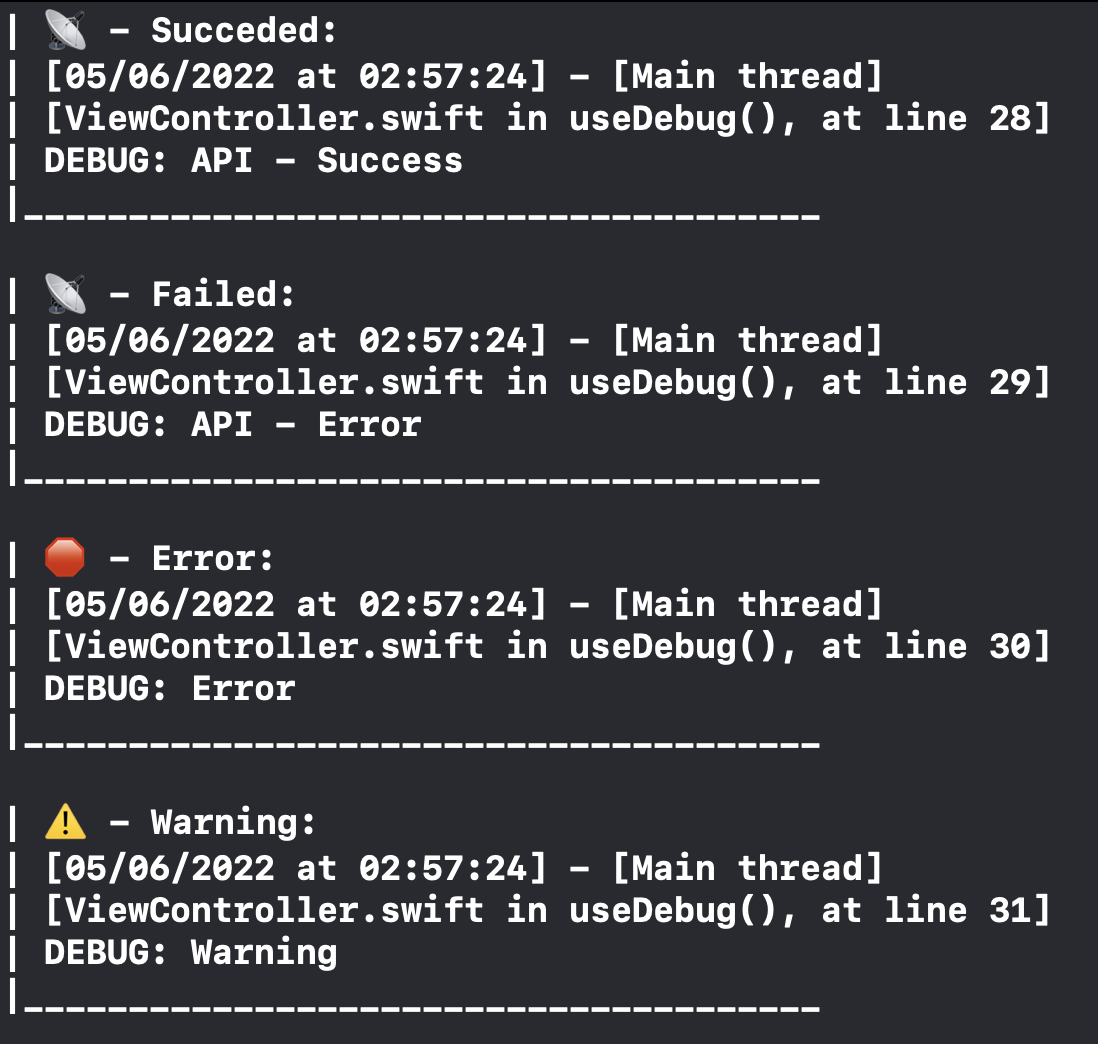 | 📡 – Succeded:
| [05/06/2022 at 02:57:24] – [Main thread]
| [ViewController.swift in useDebug(), at line 28]
| DEBUG: API – Success
|______________________________________
| 📡 – Failed:
| [05/06/2022 at 02:57:24] – [Main thread]
| [ViewController.swift in useDebug(), at line 29]
| DEBUG: API – Error
|______________________________________
| 🛑 – Error:
| [05/06/2022 at 02:57:24] – [Main thread]
| [ViewController.swift in useDebug(), at line 30]
| DEBUG: Error
|______________________________________
| ⚠️ – Warning:
| [05/06/2022 at 02:57:24] – [Main thread]
| [ViewController.swift in useDebug(), at line 31]
| DEBUG: Warning
|______________________________________